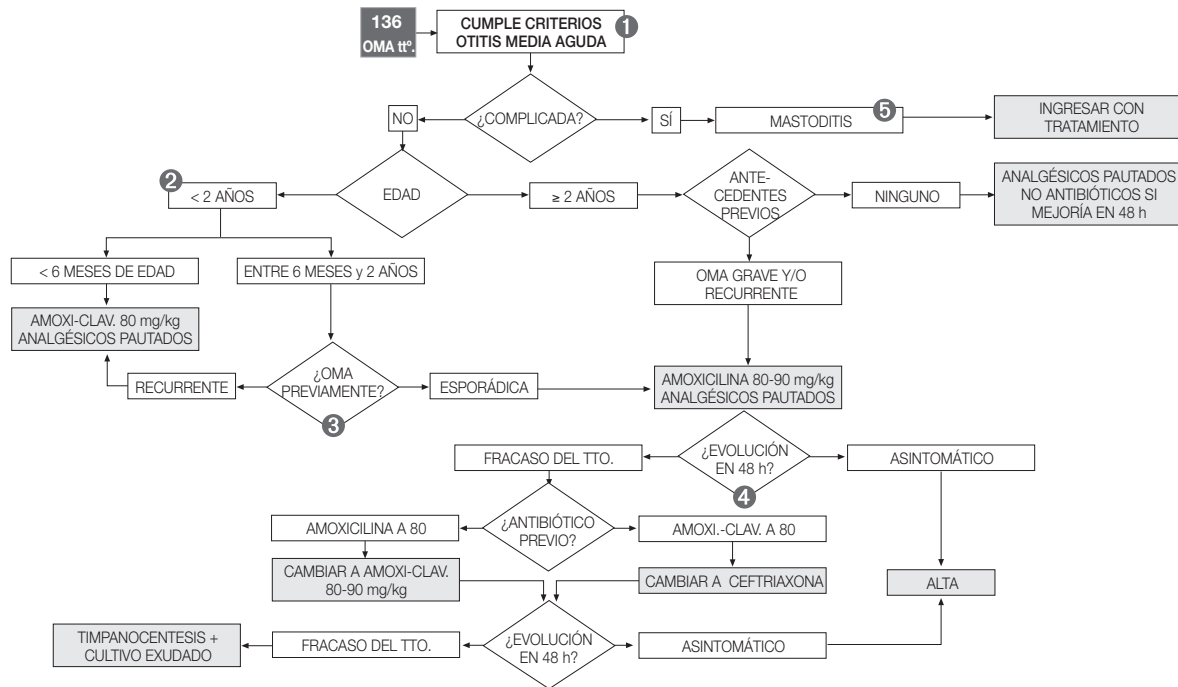 136
OMA ttº.
CUMPLE CRITERIOS
OTITIS MEDIA AGUDA
1
¿COMPLICADA?
NO
SÍ
MASTODITIS
5
INGRESAR CON
TRATAMIENTO
2
< 2 AÑOS
EDAD
≥ 2 AÑOS
ANTE-
CEDENTES
PREVIOS
NINGUNO
ANALGÉSICOS PAUTADOS
NO ANTIBIÓTICOS SI
MEJORÍA EN 48 h
< 6 MESES DE EDAD
ENTRE 6 MESES y 2 AÑOS
OMA GRAVE Y/O
RECURRENTE
AMOXI-CLAV. 80 mg/kg
ANALGÉSICOS PAUTADOS
RECURRENTE
¿OMA
PREVIAMENTE?
3
ESPORÁDICA
AMOXICILINA 80-90 mg/kg
ANALGÉSICOS PAUTADOS
FRACASO DEL TTO.
¿EVOLUCIÓN
EN 48 h?
4
ASINTOMÁTICO
AMOXICILINA A 80
¿ANTIBIÓTICO
PREVIO?
AMOXI.-CLAV. A 80
CAMBIAR A AMOXI-CLAV.
80-90 mg/kg
CAMBIAR A CEFTRIAXONA
ALTA
TIMPANOCENTESIS +
CULTIVO EXUDADO
FRACASO DEL TTO.
¿EVOLUCIÓN
EN 48 h?
ASINTOMÁTICO